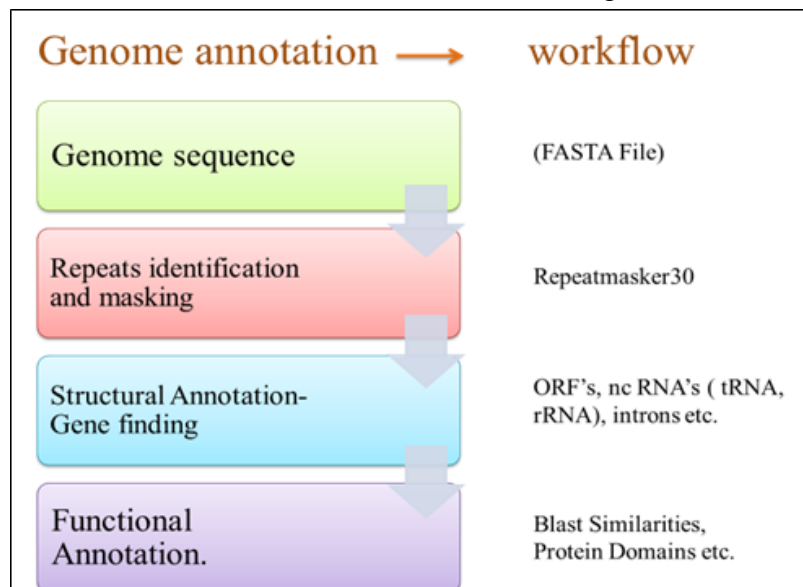 Genome annotation → workflow
Genome sequence
(FASTA File)
Repeats identification
and masking
Repeatmasker30
Structural Annotation-
Gene finding
ORF's, nc RNA's ( tRNA,
rRNA), introns etc.
Functional
Annotation.
Blast Similarities,
Protein Domains etc.